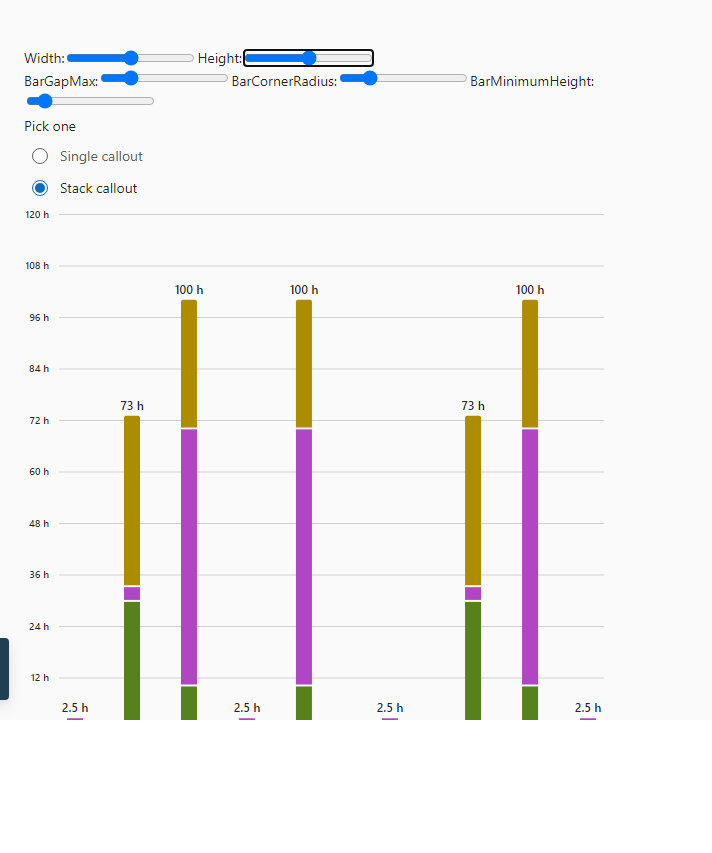 Width: Height:
BarGapMax: BarCornerRadius: BarMinimumHeight:
Pick one
Single callout
Stack callout
120 h
108 h
100 h 100 h 100 h
96 h
84 h
73 h 73 h
72 h
60 h
48 h
36 h
24 h
12 h
2.5 h 2.5 h 2.5 h 2.5 h